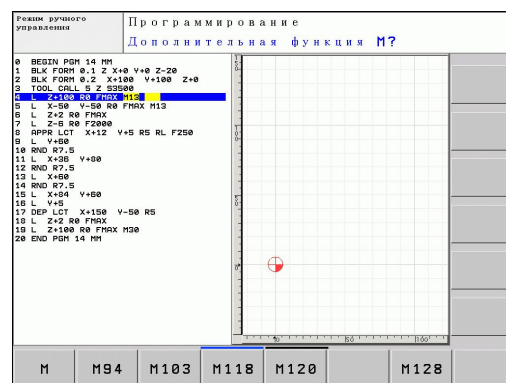 Режим ручного
управления
Программирование
Дополнительная функция M?
0 BEGIN PGM 14 MM
1 BLK FORM 0.1 Z X+0 Y+0 Z-20
2 BLK FORM 0.2 X+100 Y+100 Z+0
3 TOOL CALL 5 Z S3500
4 L Z+100 R0 FMAX M13
5 L X-50 Y-50 R0 FMAX M13
6 L Z+2 R0 FMAX
7 L Z-6 R0 F2000
8 APPR LCT X+12 Y+5 R5 RL F250
9 L Y+60
10 RND R7.5
11 L X+36 Y+80
12 RND R7.5
13 L X+60
14 RND R7.5
15 L X+84 Y+60
16 L Y+5
17 DEP LCT X+150 Y-50 R5
18 L Z+2 R0 FMAX
19 L Z+100 R0 FMAX M30
20 END PGM 14 MM
M M94 M103 M118 M120 M128